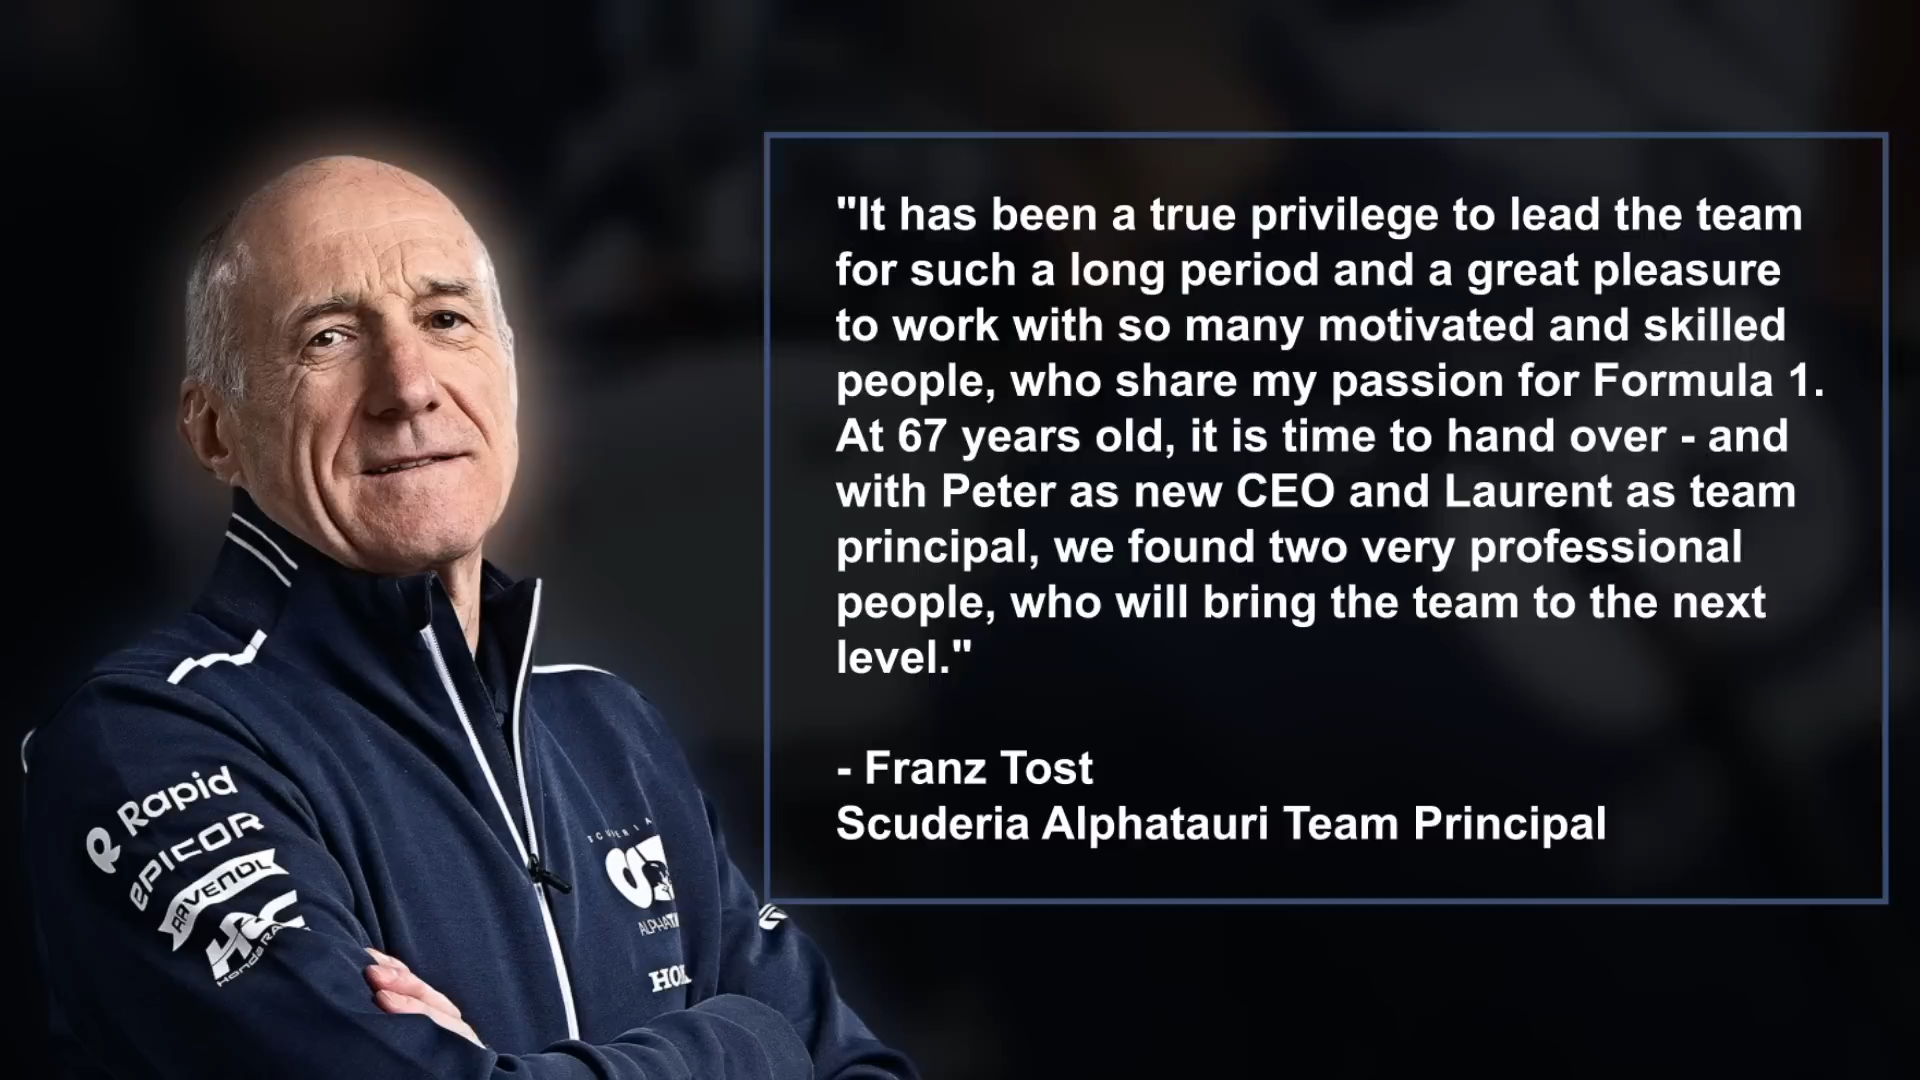 "It has been a true privilege to lead the team
for such a long period and a great pleasure
to work with so many motivated and skilled
people, who share my passion for Formula 1.
At 67 years old, it is time to hand over - and
with Peter as new CEO and Laurent as team
principal, we found two very professional
people, who will bring the team to the next
level."
- Franz Tost
Scuderia Alphatauri Team Principal
Rapid
EPICOR
RAVENOL
HRC